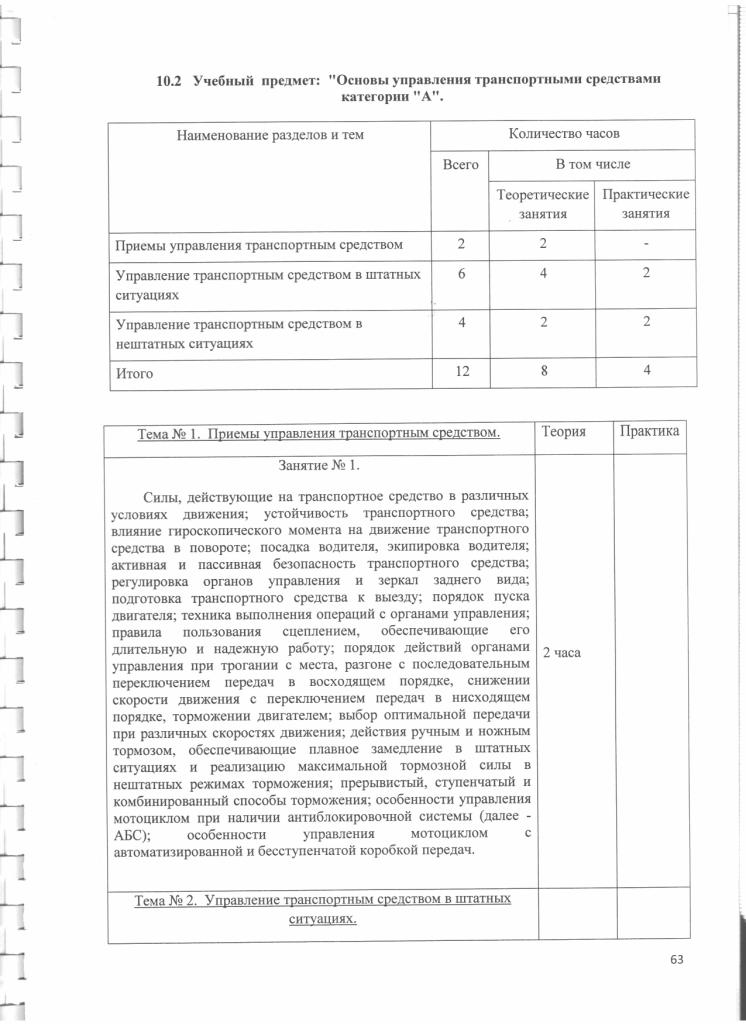 10.2 Учебный предмет: "Основы управления транспортными средствами
категории "А".
Наименование разделов и тем
Количество часов
Всего
В том числе
Теоретические занятия
Практические занятия
Приемы управления транспортным средством 2 2 -
Управление транспортным средством в штатных 6 4 2
ситуациях
Управление транспортным средством в 4 2 2
нештатных ситуациях
Итого 12 8 4
Тема № 1. Приемы управления транспортным средством. Теория Практика
Занятие № 1.
Силы, действующие на транспортное средство в различных
условиях движения; устойчивость транспортного средства;
влияние гироскопического момента на движение транспортного
средства в повороте; посадка водителя, экипировка водителя;
активная и пассивная безопасность транспортного средства;
регулировка органов управления и зеркал заднего вида;
подготовка транспортного средства к выезду; порядок пуска
двигателя; техника выполнения операций с органами управления;
правила пользования сцеплением, обеспечивающие его
длительную и надежную работу; порядок действий органами
управления при трогании с места, разгоне с последовательным
переключением передач в восходящем порядке, снижении
скорости движения с переключением передач в нисходящем
порядке, торможении двигателем; выбор оптимальной передачи
при различных скоростях движения; действия ручным и ножным
тормозом, обеспечивающие плавное замедление в штатных
ситуациях и реализацию максимальной тормозной силы в
нештатных режимах торможения; прерывистый, ступенчатый и
комбинированный способы торможения; особенности управления
мотоциклом при наличии антиблокировочной системы (далее -
АБС); особенности управления мотоциклом с
автоматизированной и бесступенчатой коробкой передач.
2 часа
Тема № 2. Управление транспортным средством в штатных
ситуациях.
63